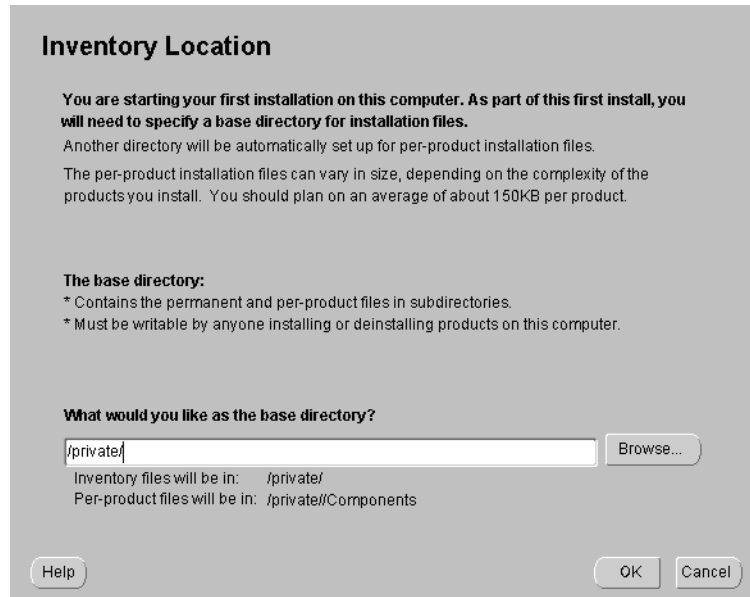 Inventory Location
You are starting your first installation on this computer. As part of this first install, you
will need to specify a base directory for installation files.
Another directory will be automatically set up for per-product installation files.
The per-product installation files can vary in size, depending on the complexity of the
products you install. You should plan on an average of about 150KB per product.
The base directory:
* Contains the permanent and per-product files in subdirectories.
* Must be writable by anyone installing or deinstalling products on this computer.
What would you like as the base directory?
/private/
Browse...
Inventory files will be in: /private/
Per-product files will be in: /private//Components
Help
OK
Cancel